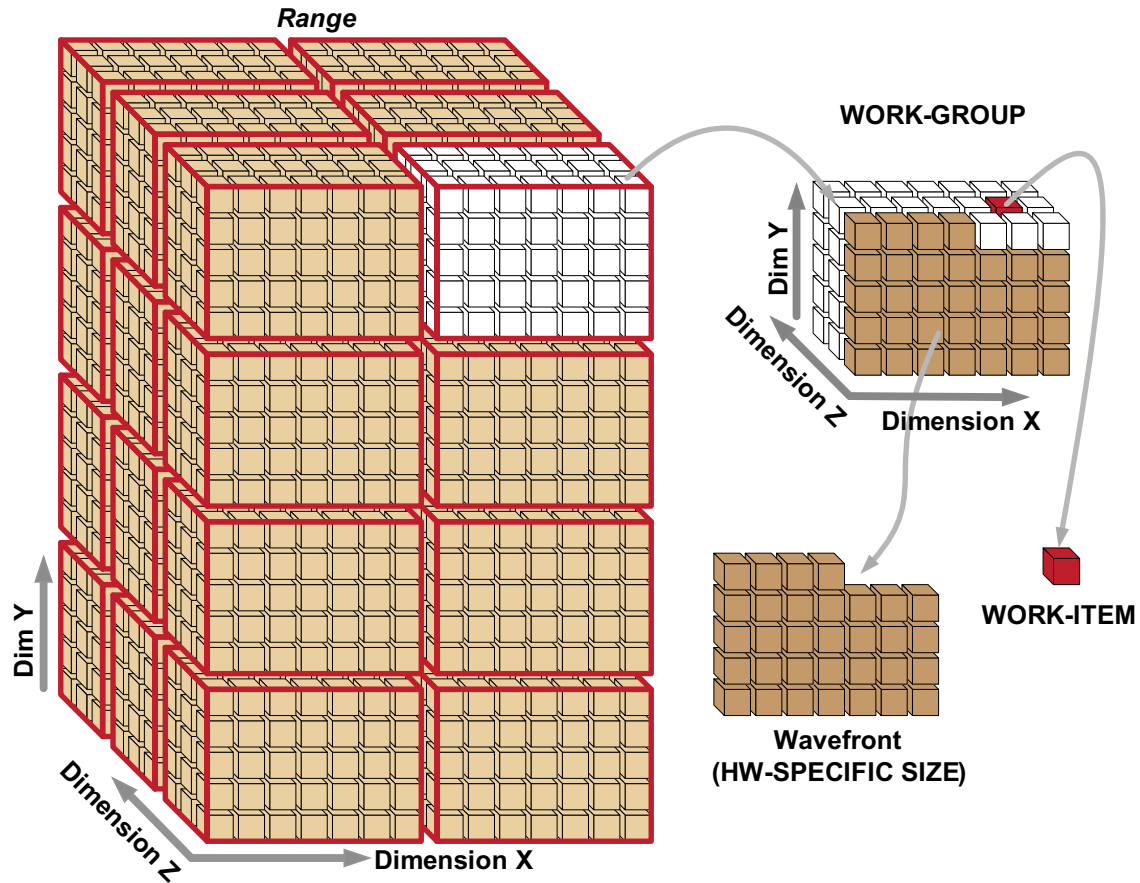 Range
WORK-GROUP
Dim Y
Dimension Z
Dimension X
WORK-ITEM
Wavefront
(HW-SPECIFIC SIZE)
Dim Y
Dimension Z
Dimension X